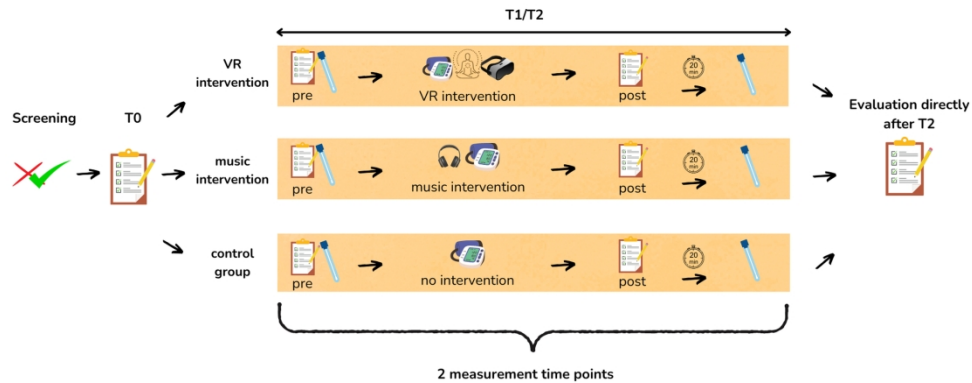 T1/T2
Screening
T0
VR
intervention
pre
VR intervention
post
20
min
music
intervention
pre
music intervention
post
20
min
control
group
pre
no intervention
post
20
min
Evaluation directly
after T2
2 measurement time points